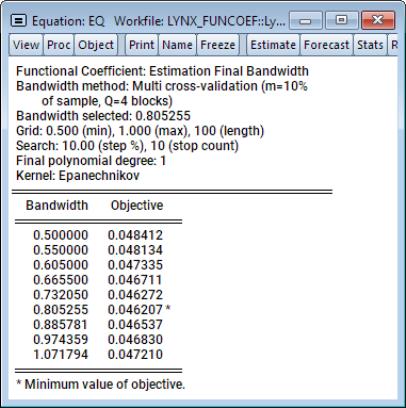 Equation: EQ Workfile: LYNX_FUNCOEF::Ly...
View Proc Object Print Name Freeze Estimate Forecast Stats R
Functional Coefficient: Estimation Final Bandwidth
Bandwidth method: Multi cross-validation (m=10%
of sample, Q=4 blocks)
Bandwidth selected: 0.805255
Grid: 0.500 (min), 1.000 (max), 100 (length)
Search: 10.00 (step %), 10 (stop count)
Final polynomial degree: 1
Kernel: Epanechnikov
Bandwidth Objective
0.500000 0.048412
0.550000 0.048134
0.605000 0.047335
0.665500 0.046711
0.732050 0.046272
0.805255 0.046207 *
0.885781 0.046537
0.974359 0.046830
1.071794 0.047210
* Minimum value of objective.